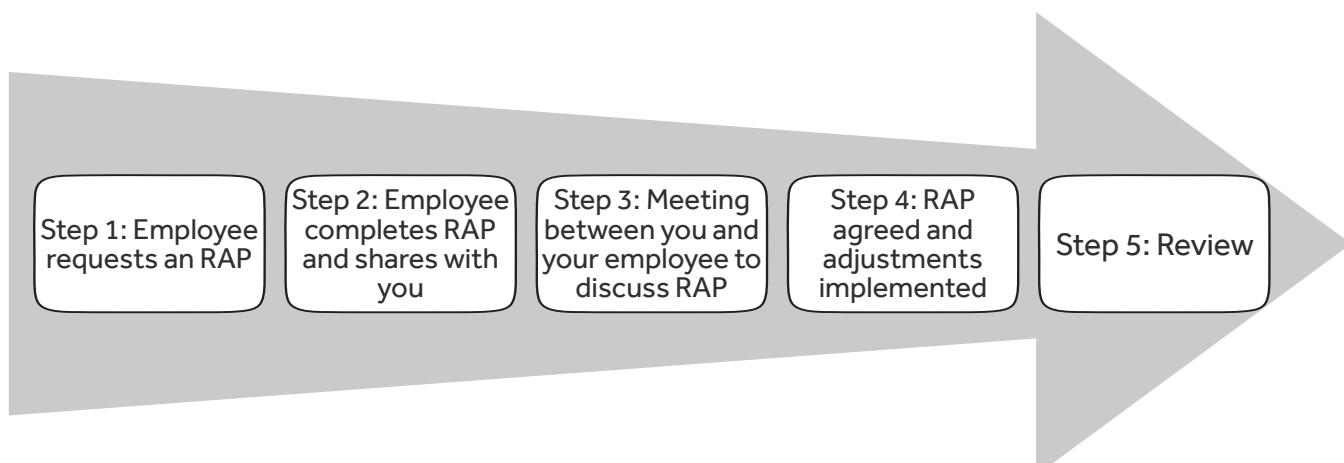 Step 1: Employee
requests an RAP
Step 2: Employee
completes RAP
and shares with
you
Step 3: Meeting
between you and
your employee to
discuss RAP
Step 4: RAP
agreed and
adjustments
implemented
Step 5: Review